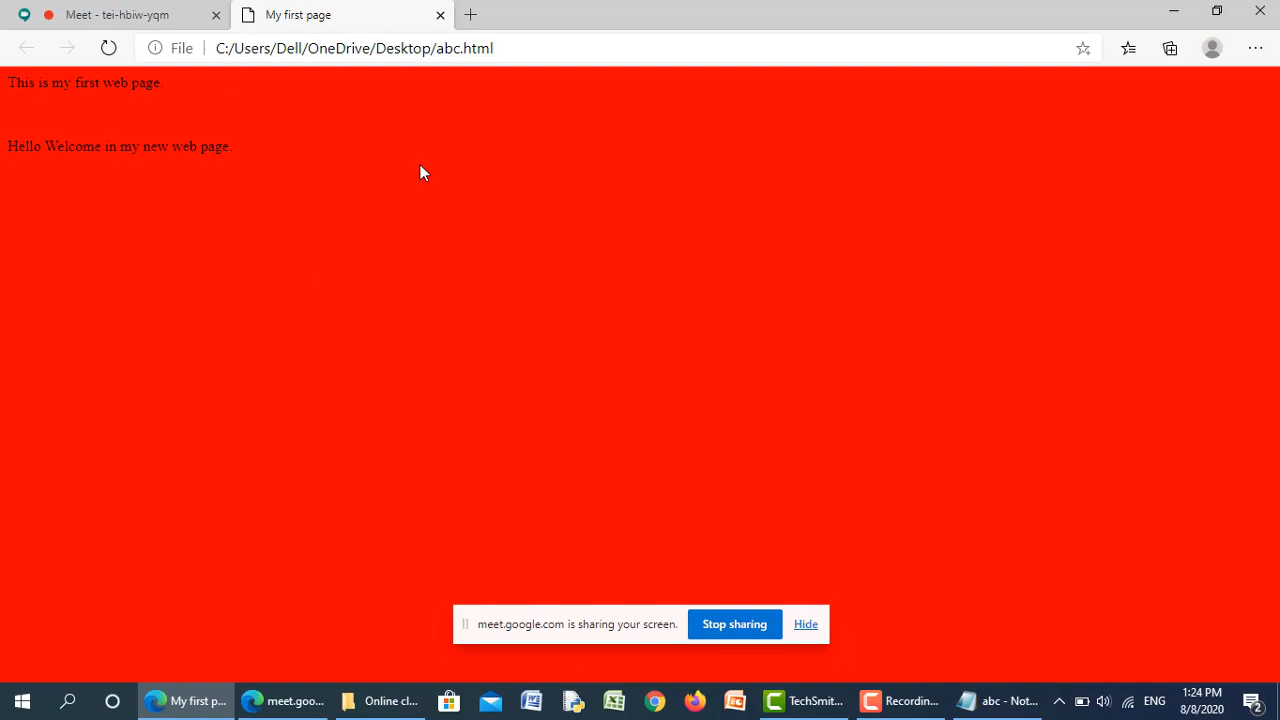 Meet - tei-hbiw-yqm
My first page
File
C:/Users/Dell/OneDrive/Desktop/abc.html
This is my first web page.
Hello Welcome in my new web page.
meet.google.com is sharing your screen.
Stop sharing
Hide
My first p...
meet.goo...
Online cl...
TechSmit...
Recordin...
abc - Not...
ENG
1:24 PM
8/8/2020
2